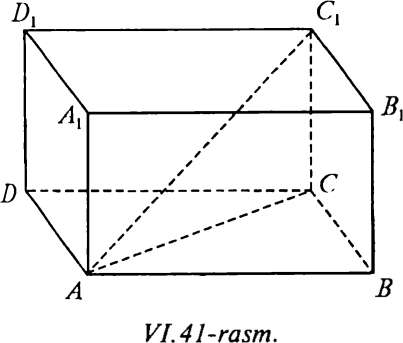 D₁ C₁
A₁ B₁
D C
A B
VI.41-rasm.